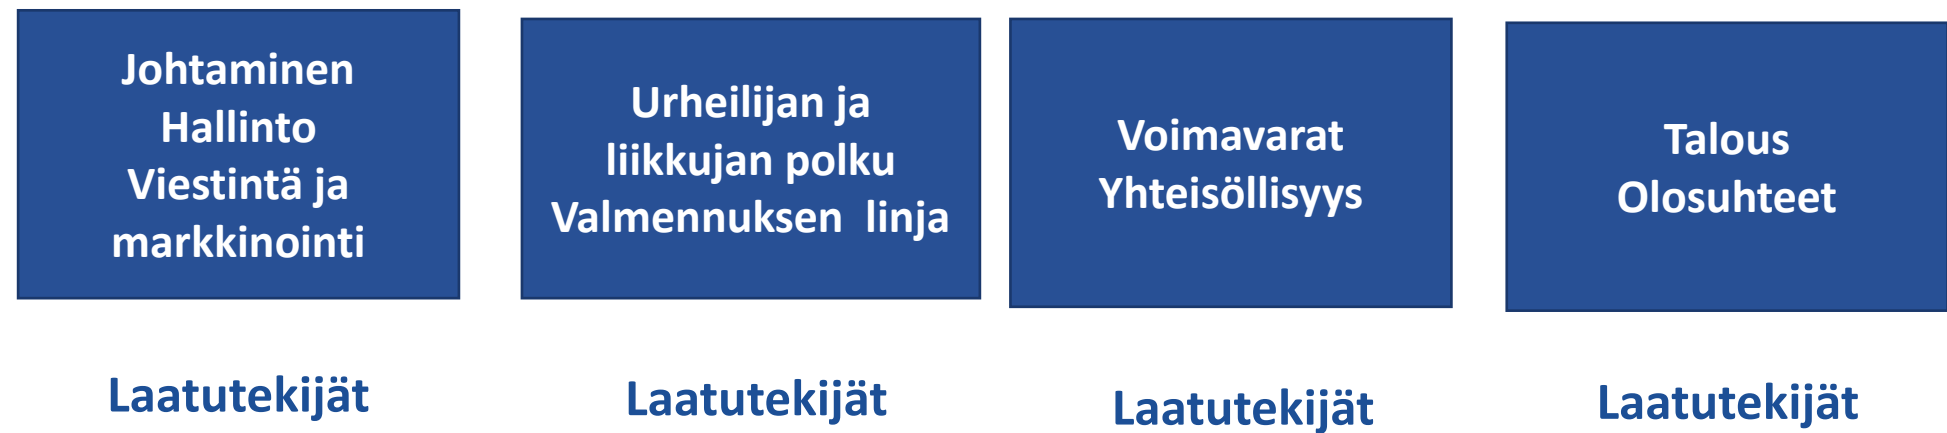 Johtaminen
Hallinto
Viestintä ja
markkinointi
Urheilijan ja
liikkujan polku
Valmennuksen  linja
Voimavarat
Yhteisöllisyys
Talous
Olosuhteet
Laatutekijät
Laatutekijät
Laatutekijät
Laatutekijät